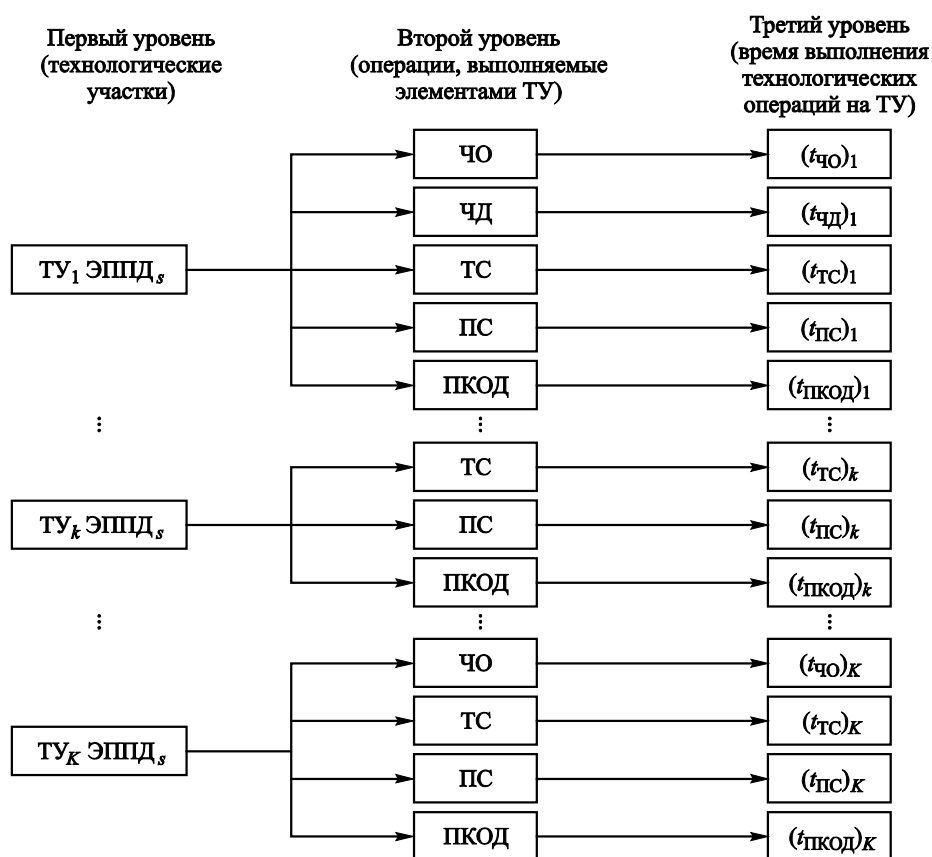 Первый уровень
(технологические
участки)
Второй уровень
(операции, выполняемые
элементами ТУ)
Третий уровень
(время выполнения
технологических
операций на ТУ)
ЧО
(tЧО)1
ЧД
(tЧД)1
ТУ1 ЭППДs
ТС
(tТС)1
ПС
(tПС)1
ПКОД
(tПКОД)1
⋮ ⋮ ⋮
ТС
(tТС)k
ТУk ЭППДs
ПС
(tПС)k
ПКОД
(tПКОД)k
⋮ ⋮ ⋮
ЧО
(tЧО)K
ТС
(tТС)K
ТУK ЭППДs
ПС
(tПС)K
ПКОД
(tПКОД)K